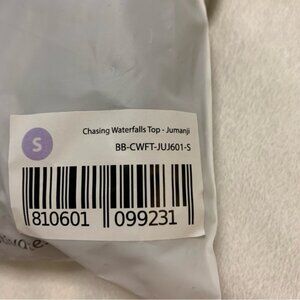 S
Chasing Waterfalls Top - Jumanji
BB-CWFT-JUJ601-S
810601 099231